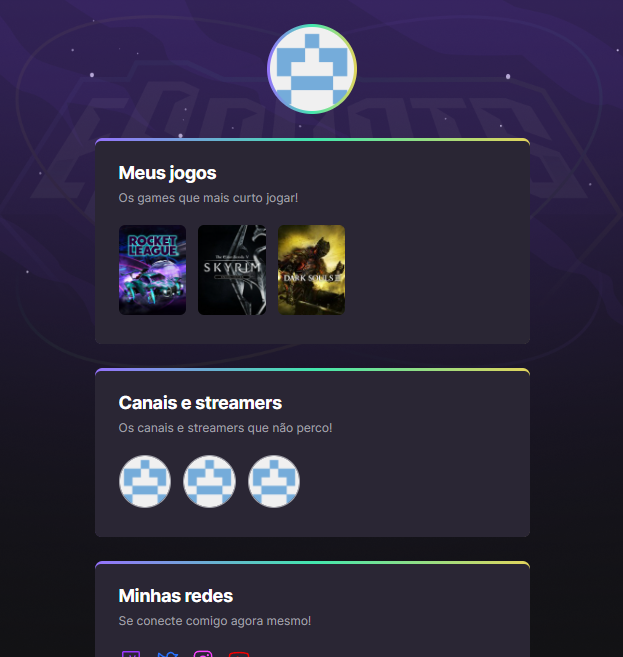 Meus jogos
Os games que mais curto jogar!
ROCKET
LEAGUE
The Elder Scrolls V
SKYRIM
DARK SOULS III
Canais e streamers
Os canais e streamers que não perco!
Minhas redes
Se conecte comigo agora mesmo!